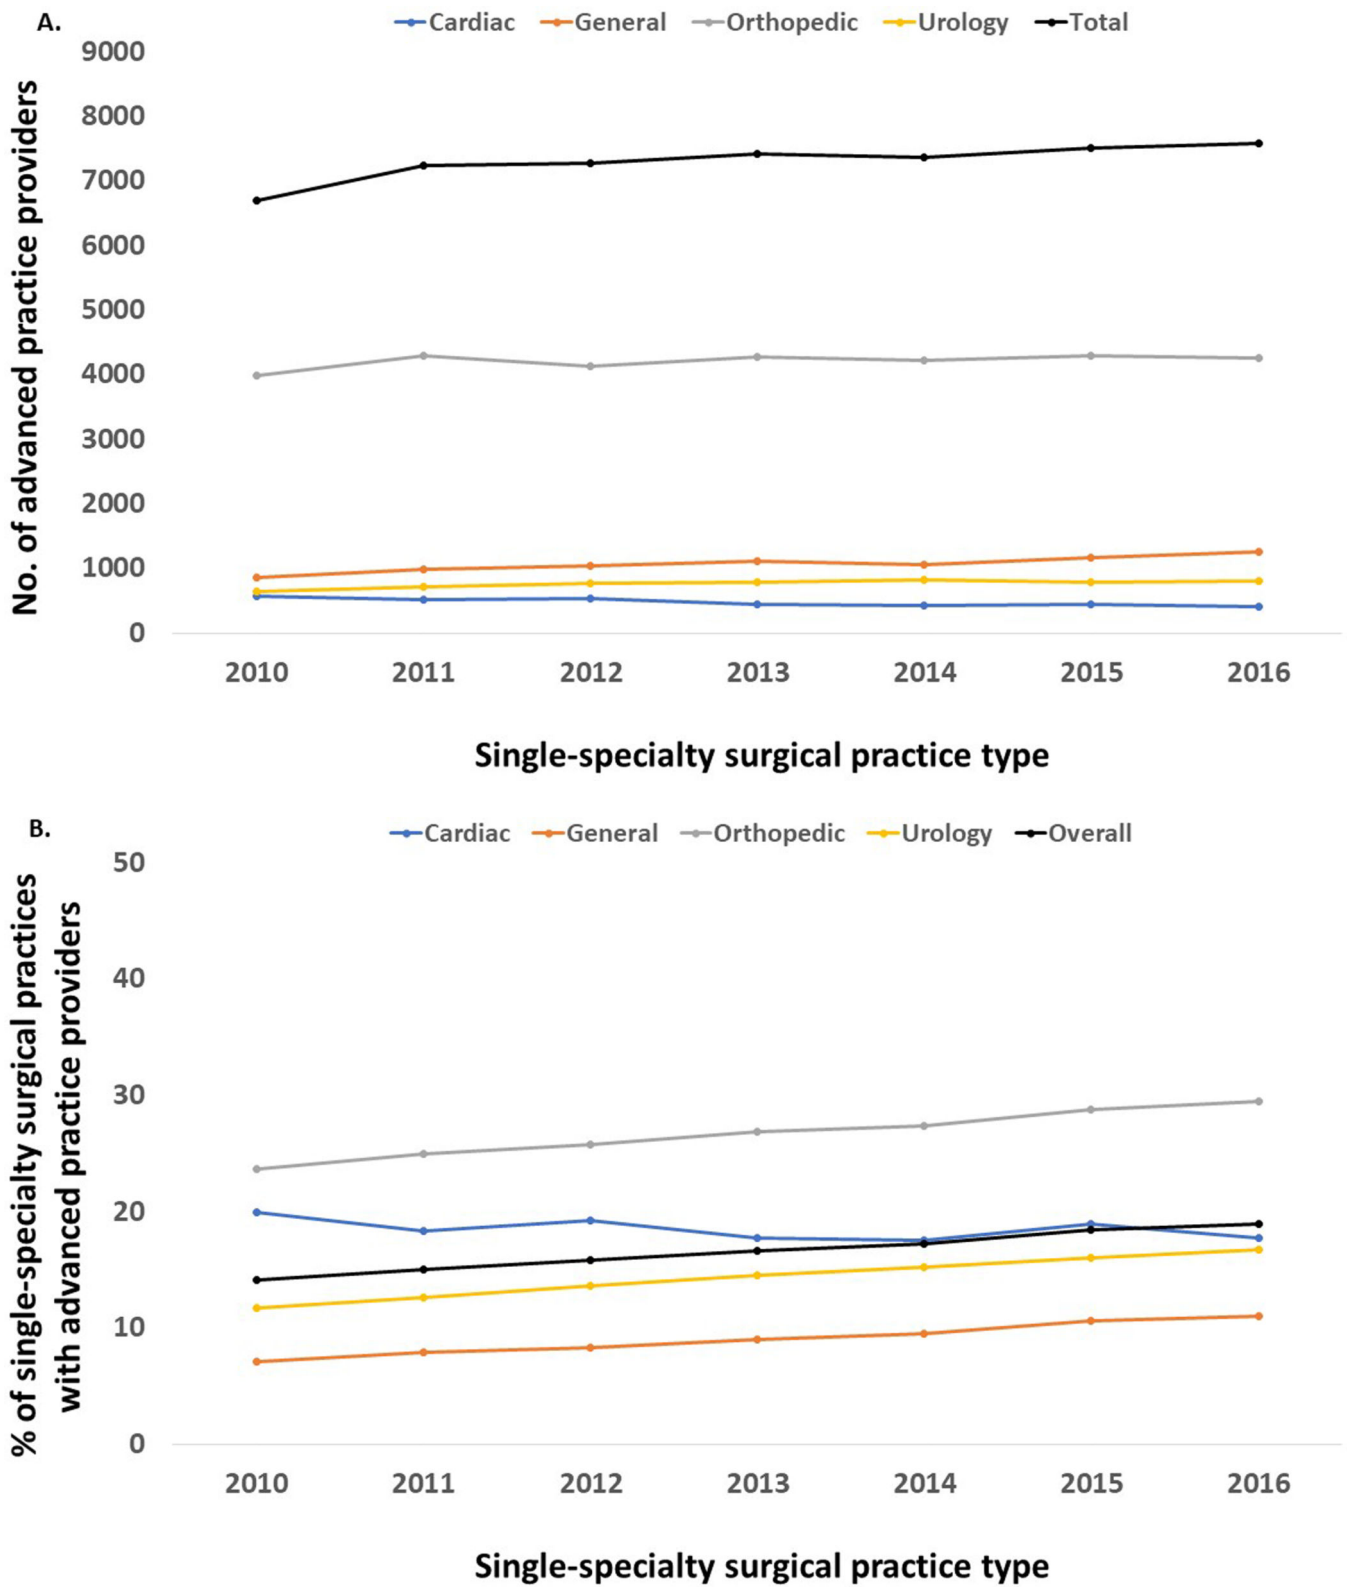 A.
Cardiac General Orthopedic Urology Total
9000
8000
7000
6000
5000
4000
3000
2000
1000
0
No. of advanced practice providers
2010 2011 2012 2013 2014 2015 2016
Single-specialty surgical practice type
B.
Cardiac General Orthopedic Urology Overall
50
40
30
20
10
0
% of single-specialty surgical practices
with advanced practice providers
2010 2011 2012 2013 2014 2015 2016
Single-specialty surgical practice type